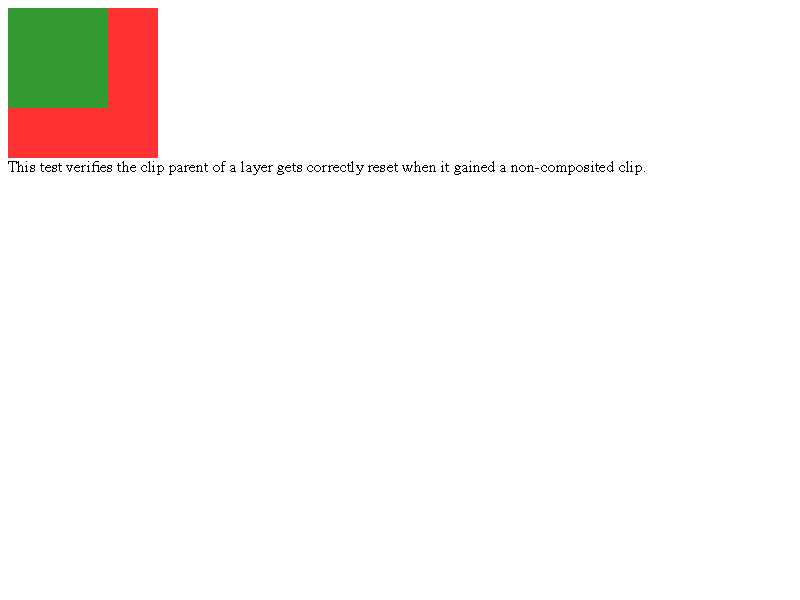 This test verifies the clip parent of a layer gets correctly reset when it gained a non-composited clip.